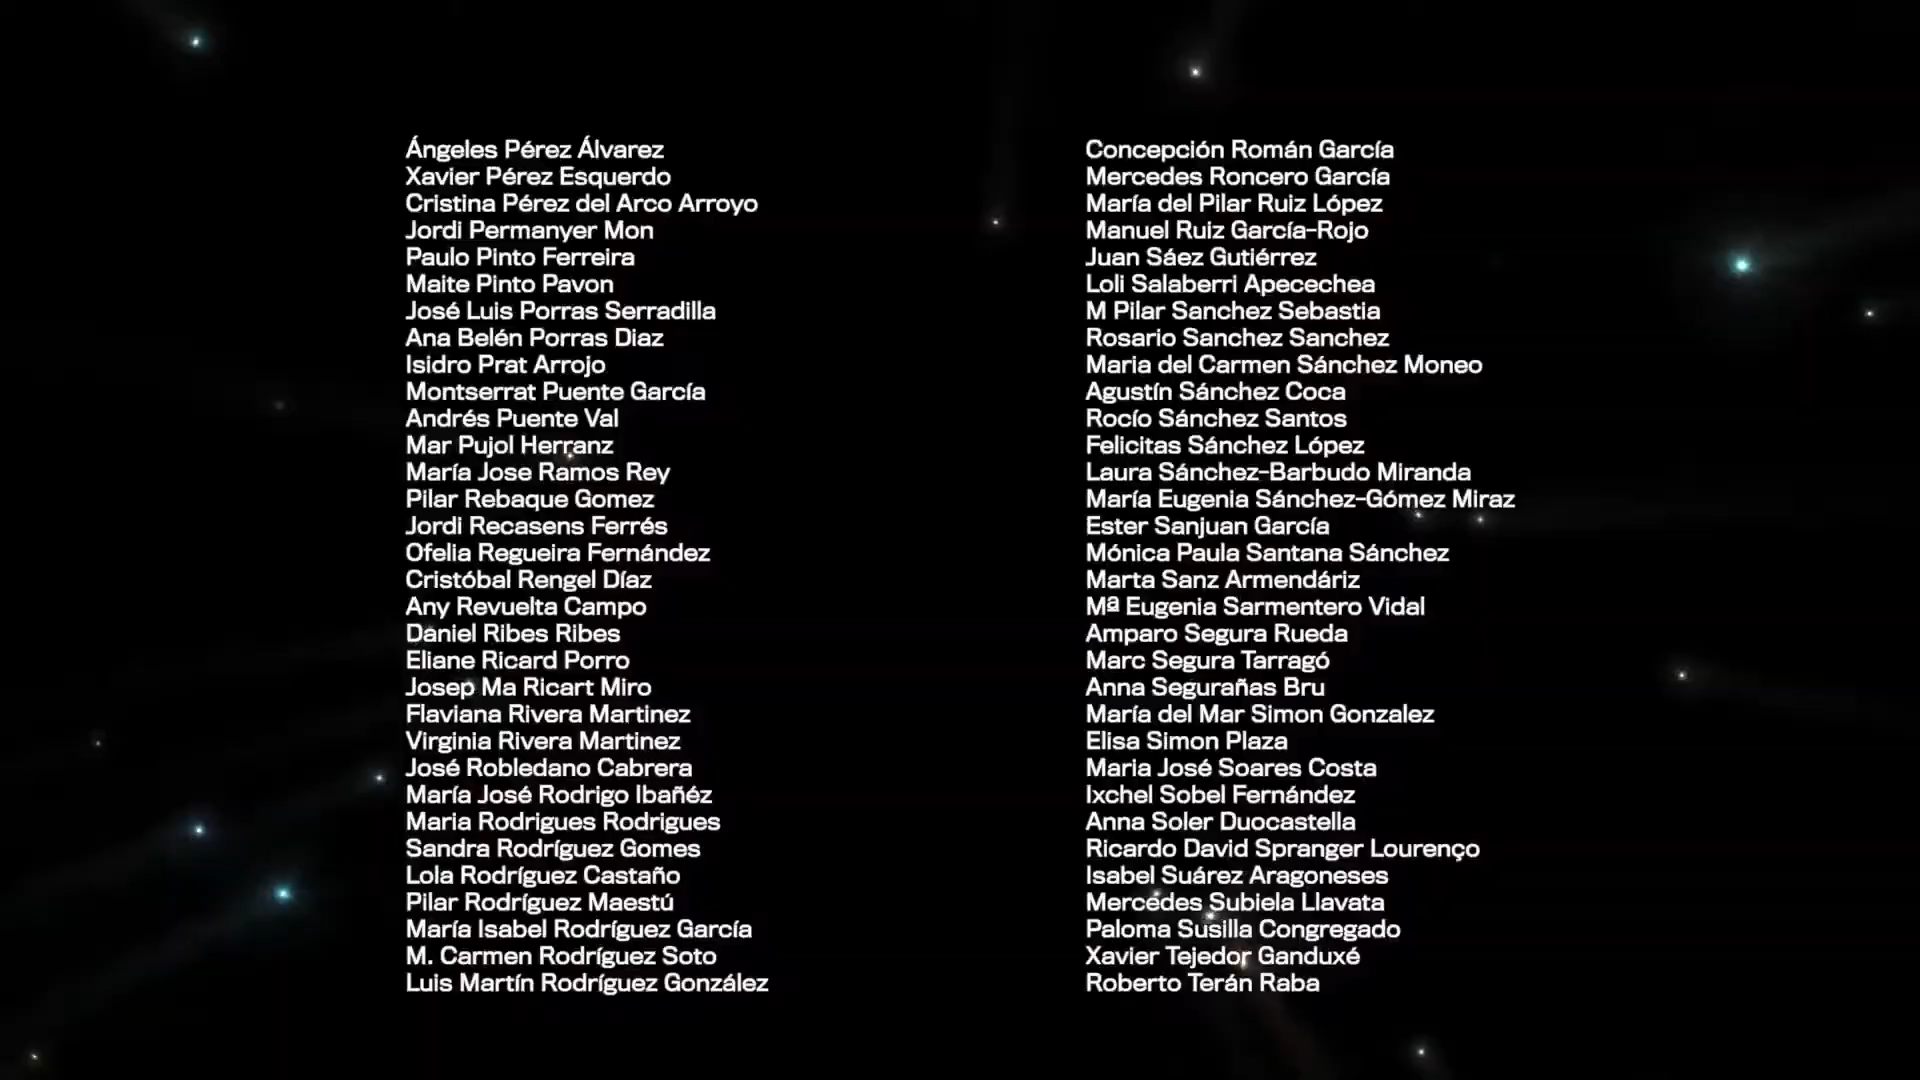 Ángeles Pérez Álvarez
Xavier Pérez Esquerdo
Cristina Pérez del Arco Arroyo
Jordi Permanyer Mon
Paulo Pinto Ferreira
Maite Pinto Pavon
José Luis Porras Serradilla
Ana Belén Porras Diaz
Isidro Prat Arrojo
Montserrat Puente García
Andrés Puente Val
Mar Pujol Herranz
María Jose Ramos Rey
Pilar Rebaque Gomez
Jordi Recasens Ferrés
Ofelia Regueira Fernández
Cristóbal Rengel Díaz
Any Revuelta Campo
Daniel Ribes Ribes
Eliane Ricard Porro
Josep Ma Ricart Miro
Flaviana Rivera Martinez
Virginia Rivera Martinez
José Robledano Cabrera
María José Rodrigo Ibañéz
Maria Rodrigues Rodrigues
Sandra Rodríguez Gomes
Lola Rodríguez Castaño
Pilar Rodríguez Maestú
María Isabel Rodríguez García
M. Carmen Rodríguez Soto
Luis Martín Rodríguez González
Concepción Román García
Mercedes Roncero García
María del Pilar Ruiz López
Manuel Ruiz García-Rojo
Juan Sáez Gutiérrez
Loli Salaberri Apecechea
M Pilar Sanchez Sebastia
Rosario Sanchez Sanchez
Maria del Carmen Sánchez Moneo
Agustín Sánchez Coca
Rocío Sánchez Santos
Felicitas Sánchez López
Laura Sánchez-Barbudo Miranda
María Eugenia Sánchez-Gómez Miraz
Ester Sanjuan García
Mónica Paula Santana Sánchez
Marta Sanz Armendáriz
Mª Eugenia Sarmentero Vidal
Amparo Segura Rueda
Marc Segura Tarragó
Anna Segurañas Bru
María del Mar Simon Gonzalez
Elisa Simon Plaza
Maria José Soares Costa
Ixchel Sobel Fernández
Anna Soler Duocastella
Ricardo David Spranger Lourenço
Isabel Suárez Aragoneses
Mercedes Subiela Llavata
Paloma Susilla Congregado
Xavier Tejedor Ganduxé
Roberto Terán Raba